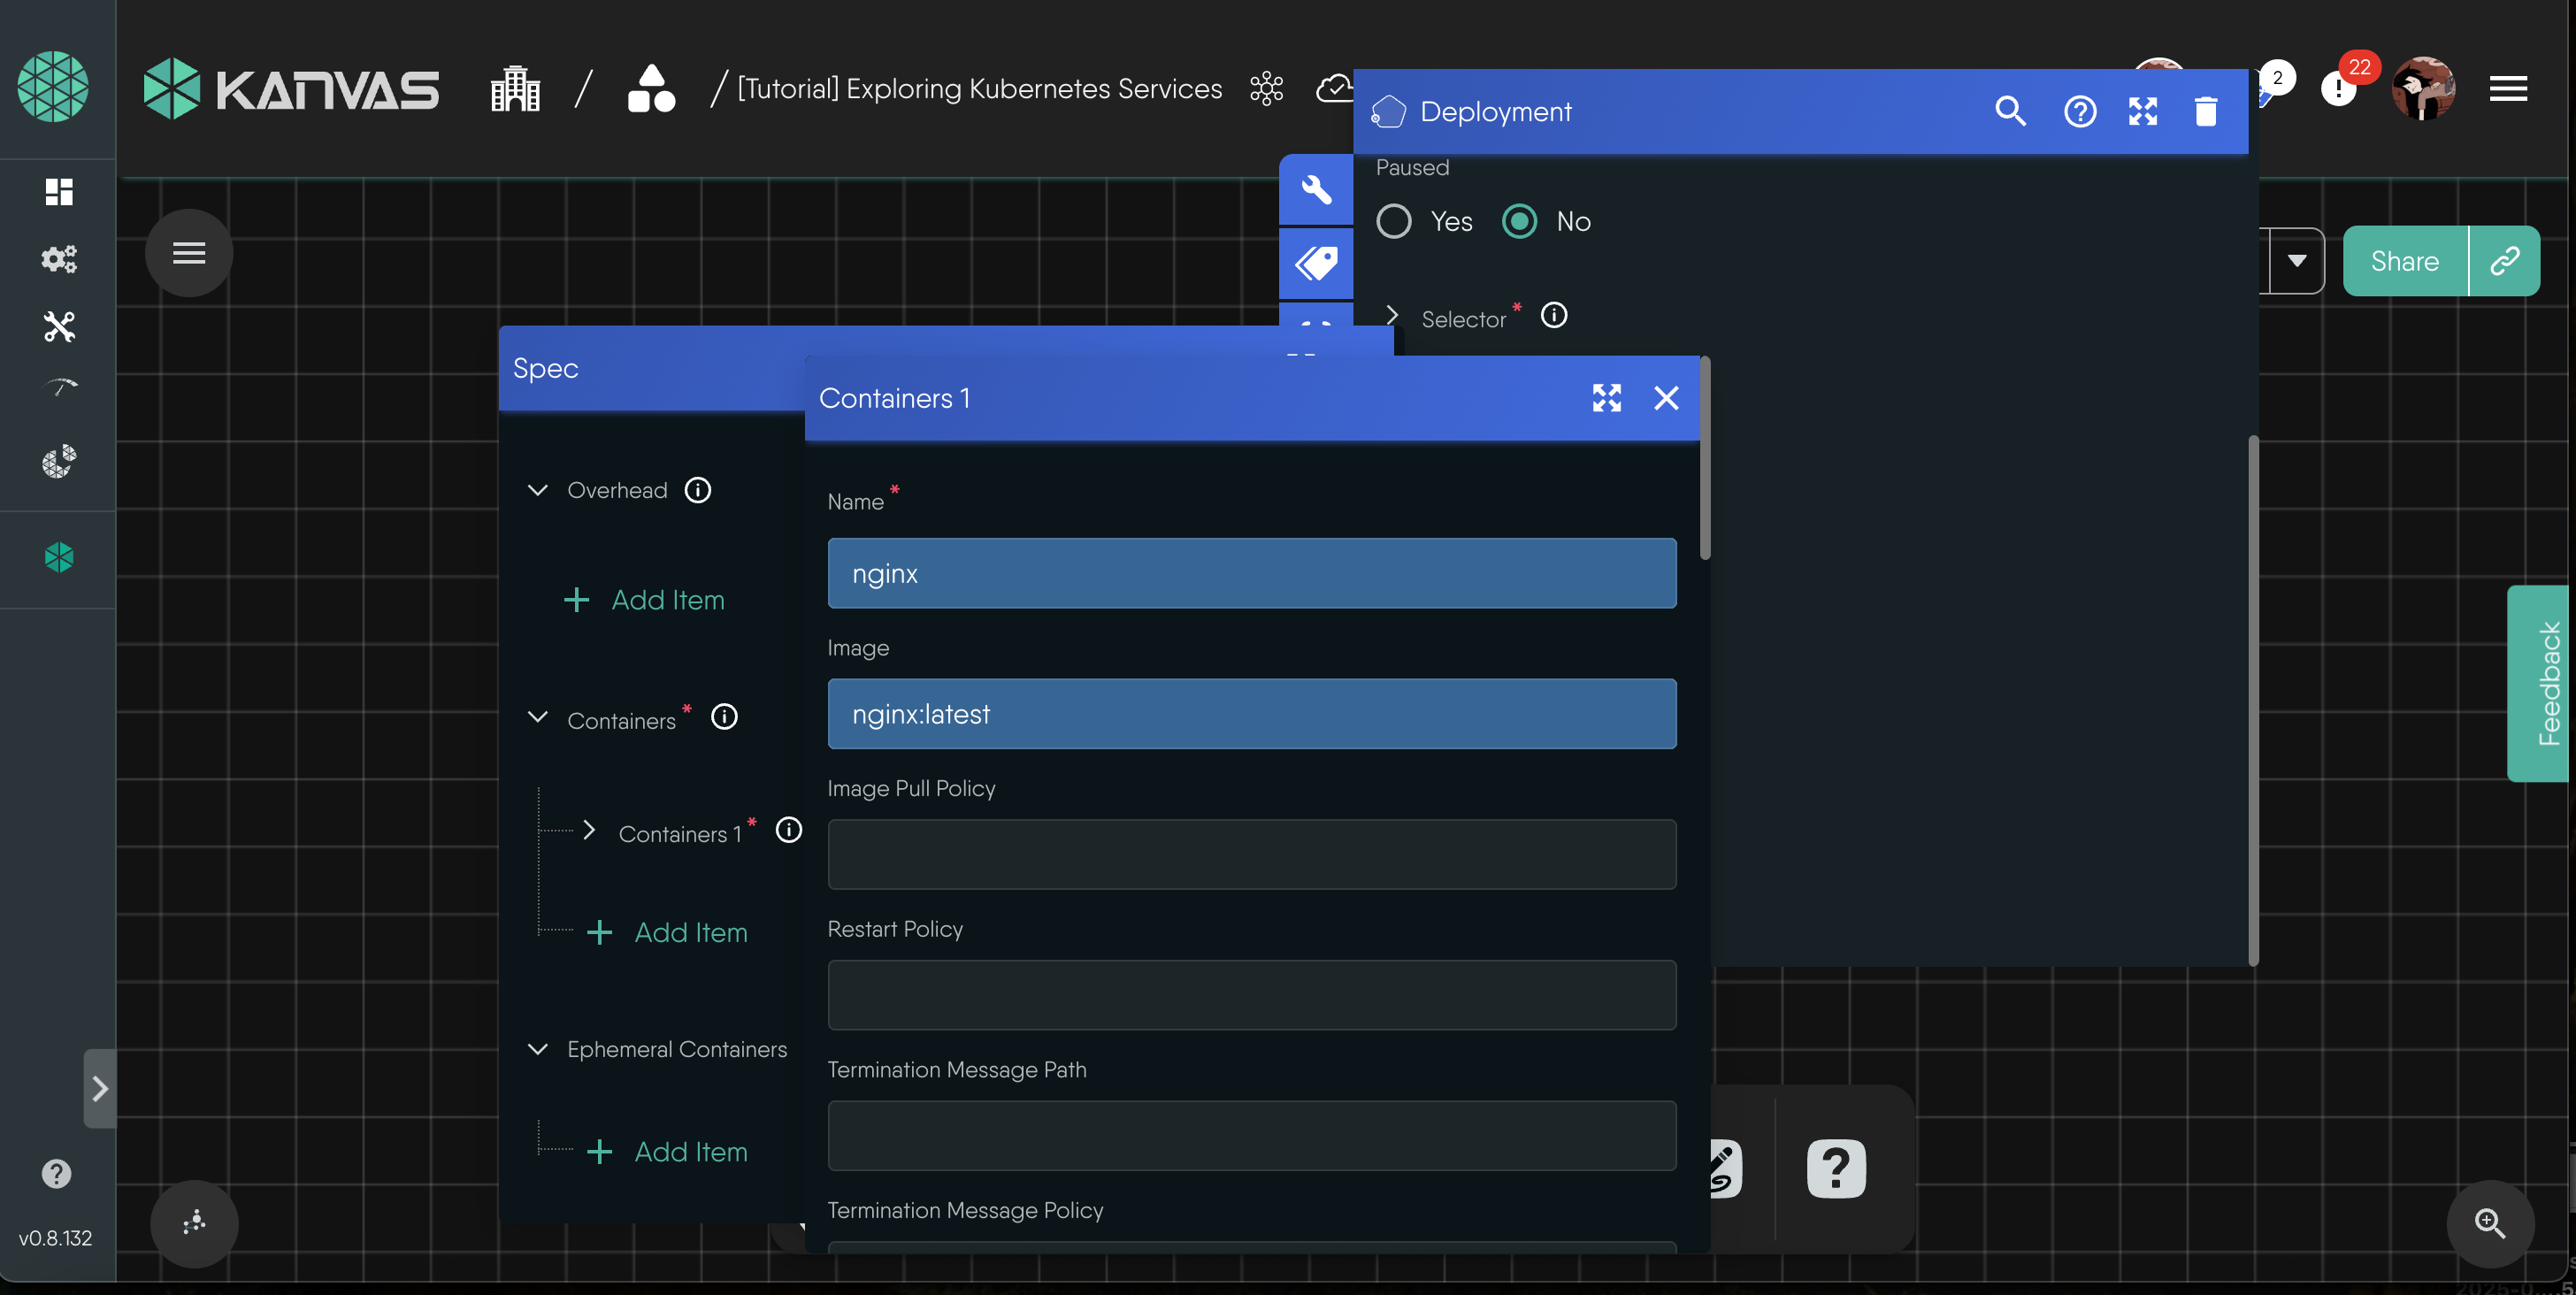 KANVAS
/ / [Tutorial] Exploring Kubernetes Services
2
22
Deployment
Paused
Yes No
Share
Selector *
Spec
Containers 1
Overhead
Add Item
Containers *
Containers 1 *
Add Item
Ephemeral Containers
Add Item
Name *
nginx
Image
nginx:latest
Image Pull Policy
Restart Policy
Termination Message Path
Termination Message Policy
Feedback
v0.8.132